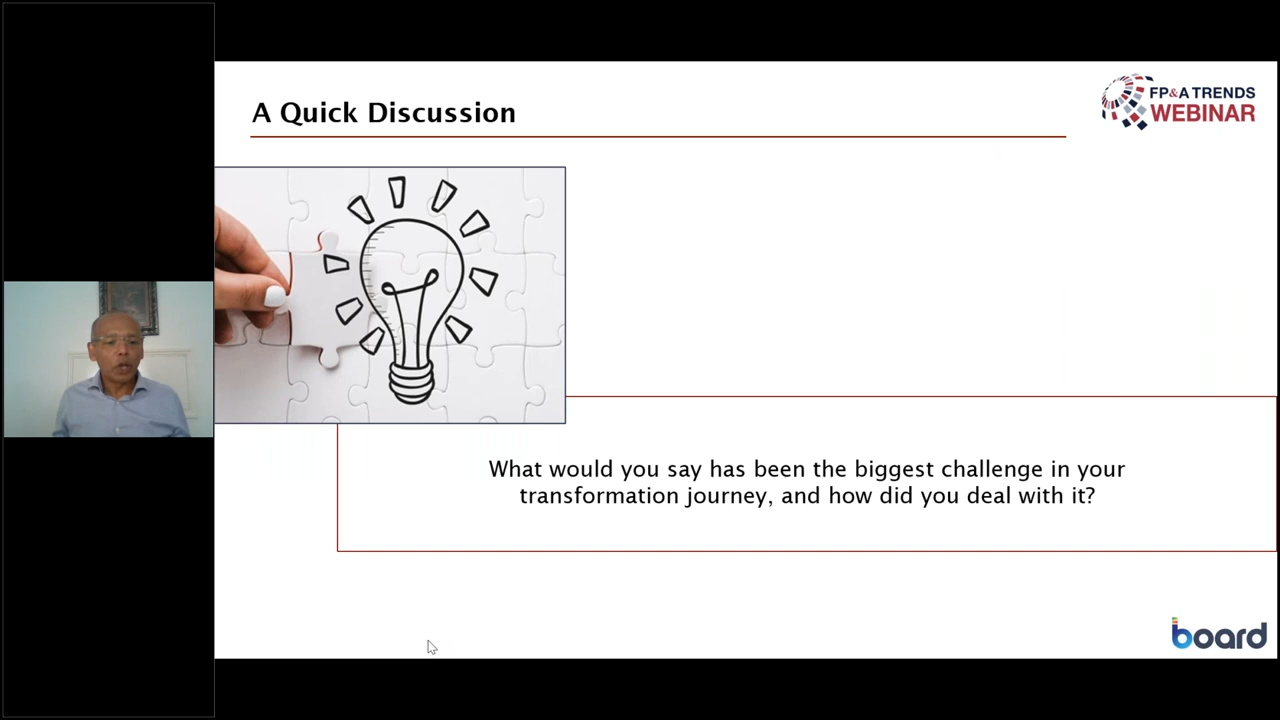 A Quick Discussion
FP&A TRENDS
WEBINAR
What would you say has been the biggest challenge in your
transformation journey, and how did you deal with it?
board